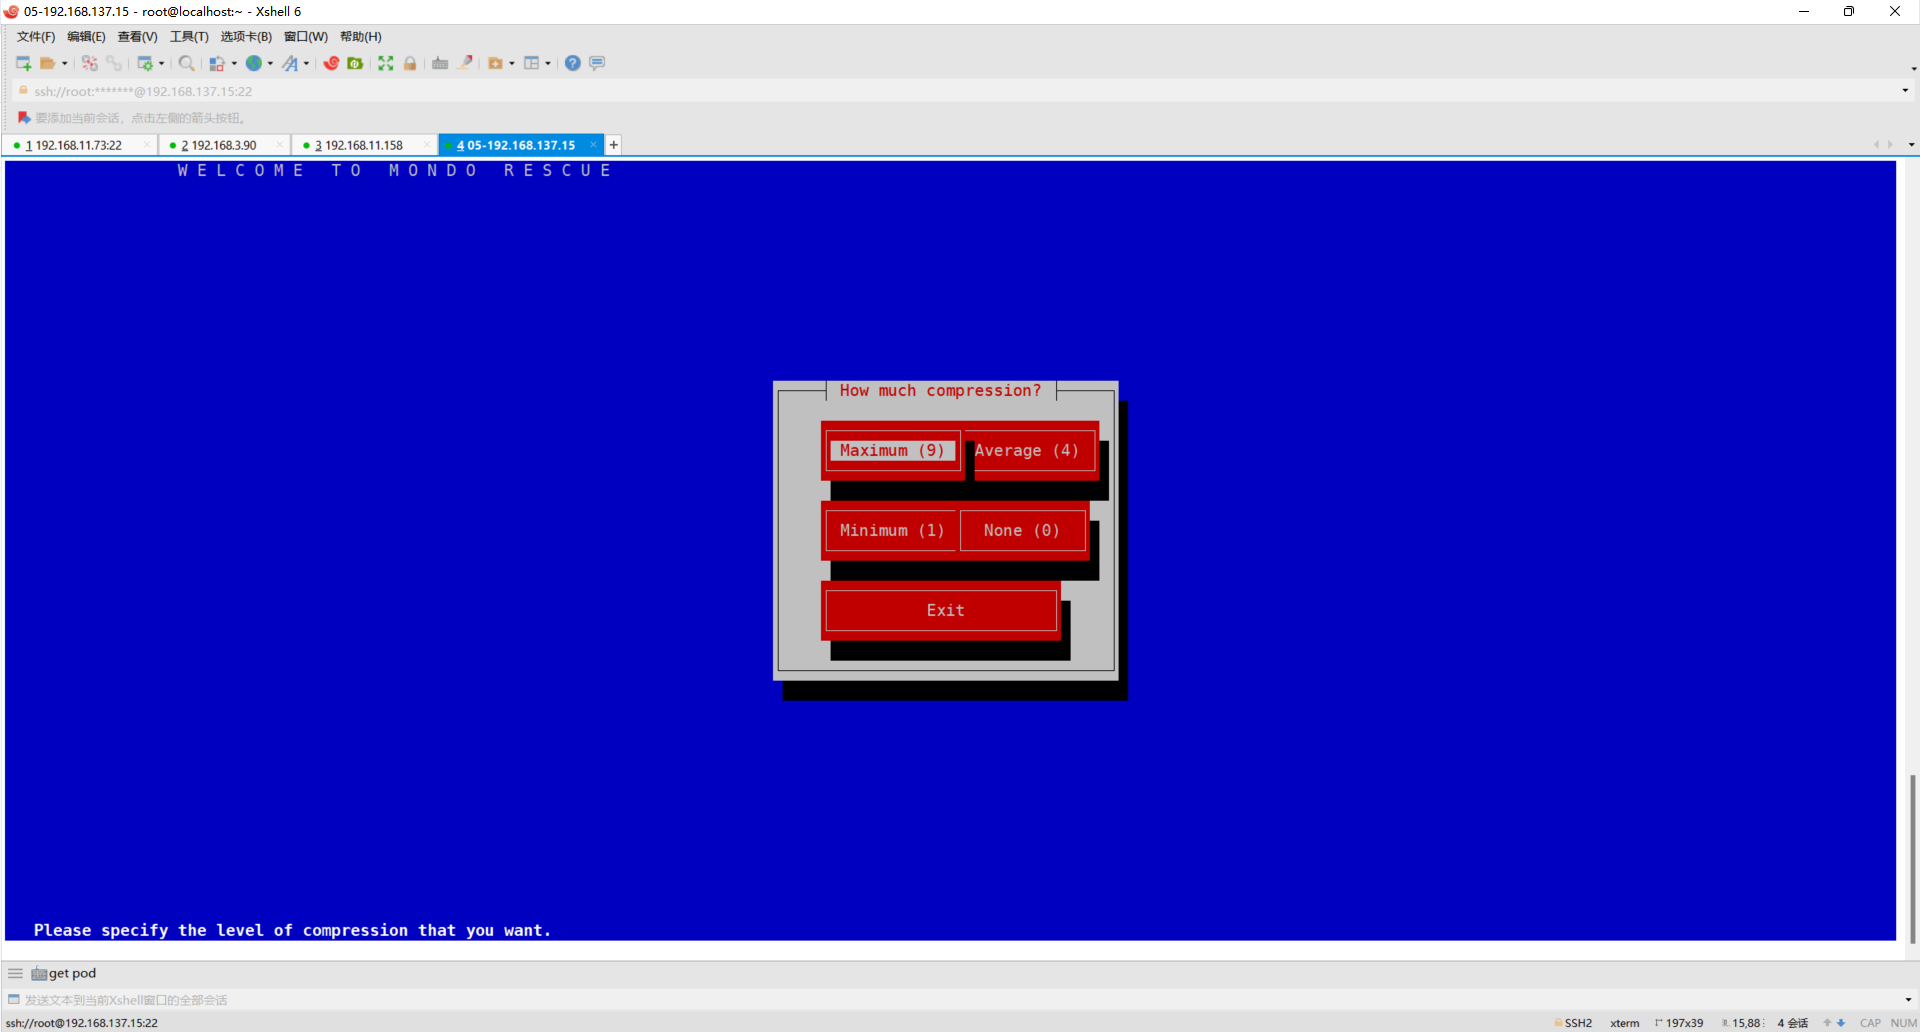 05-192.168.137.15 - root@localhost:~ - Xshell 6
文件(F) 编辑(E) 查看(V) 工具(T) 选项卡(B) 窗口(W) 帮助(H)
ssh://root:*******@192.168.137.15:22
要添加当前会话，点击左侧的箭头按钮。
1 192.168.11.73:22 2 192.168.3.90 3 192.168.11.158 4 05-192.168.137.15 +
W E L C O M E T O M O N D O R E S C U E
How much compression?
Maximum (9) Average (4)
Minimum (1) None (0)
Exit
Please specify the level of compression that you want.
get pod
发送文本到当前Xshell窗口的全部会话
ssh://root@192.168.137.15:22 SSH2 xterm 197x39 15,88 4 会话 CAP NUM